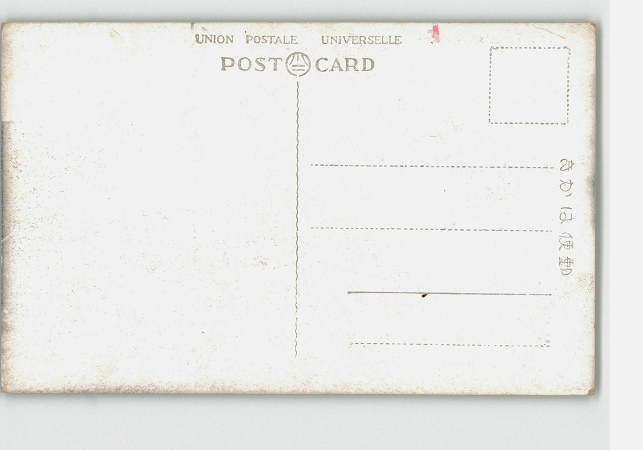 UNION POSTALE UNIVERSELLE
POST CARD
きかは便郵